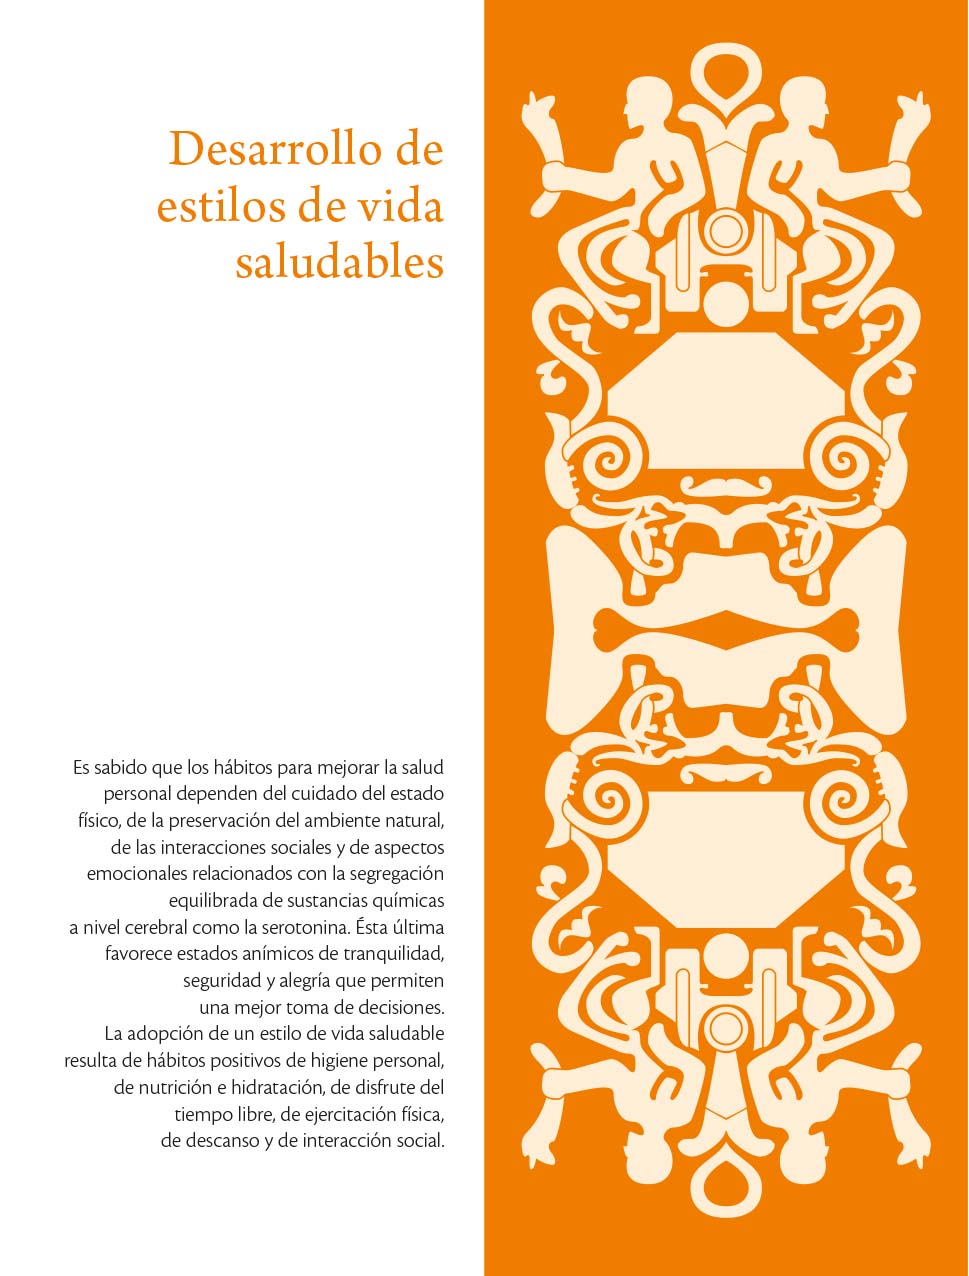 Desarrollo de
estilos de vida
saludables
Es sabido que los hábitos para mejorar la salud
personal dependen del cuidado del estado
físico, de la preservación del ambiente natural,
de las interacciones sociales y de aspectos
emocionales relacionados con la segregación
equilibrada de sustancias químicas
a nivel cerebral como la serotonina. Ésta última
favorece estados anímicos de tranquilidad,
seguridad y alegría que permiten
una mejor toma de decisiones.
La adopción de un estilo de vida saludable
resulta de hábitos positivos de higiene personal,
de nutrición e hidratación, de disfrute del
tiempo libre, de ejercitación física,
de descanso y de interacción social.